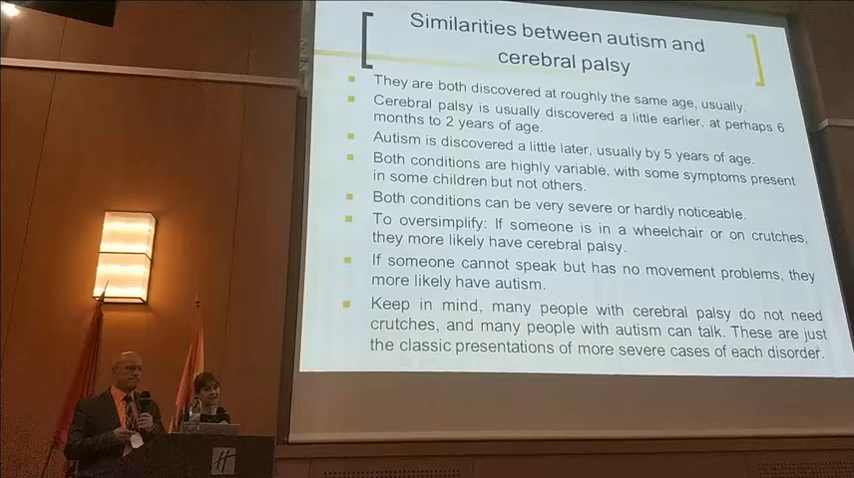 Similarities between autism and
cerebral palsy
They are both discovered at roughly the same age, usually.
Cerebral palsy is usually discovered a little earlier, at perhaps 6
months to 2 years of age.
Autism is discovered a little later, usually by 5 years of age.
Both conditions are highly variable, with some symptoms present
in some children but not others.
Both conditions can be very severe or hardly noticeable.
To oversimplify: If someone is in a wheelchair or on crutches,
they more likely have cerebral palsy.
If someone cannot speak but has no movement problems, they
more likely have autism.
Keep in mind, many people with cerebral palsy do not need
crutches, and many people with autism can talk. These are just
the classic presentations of more severe cases of each disorder.
H